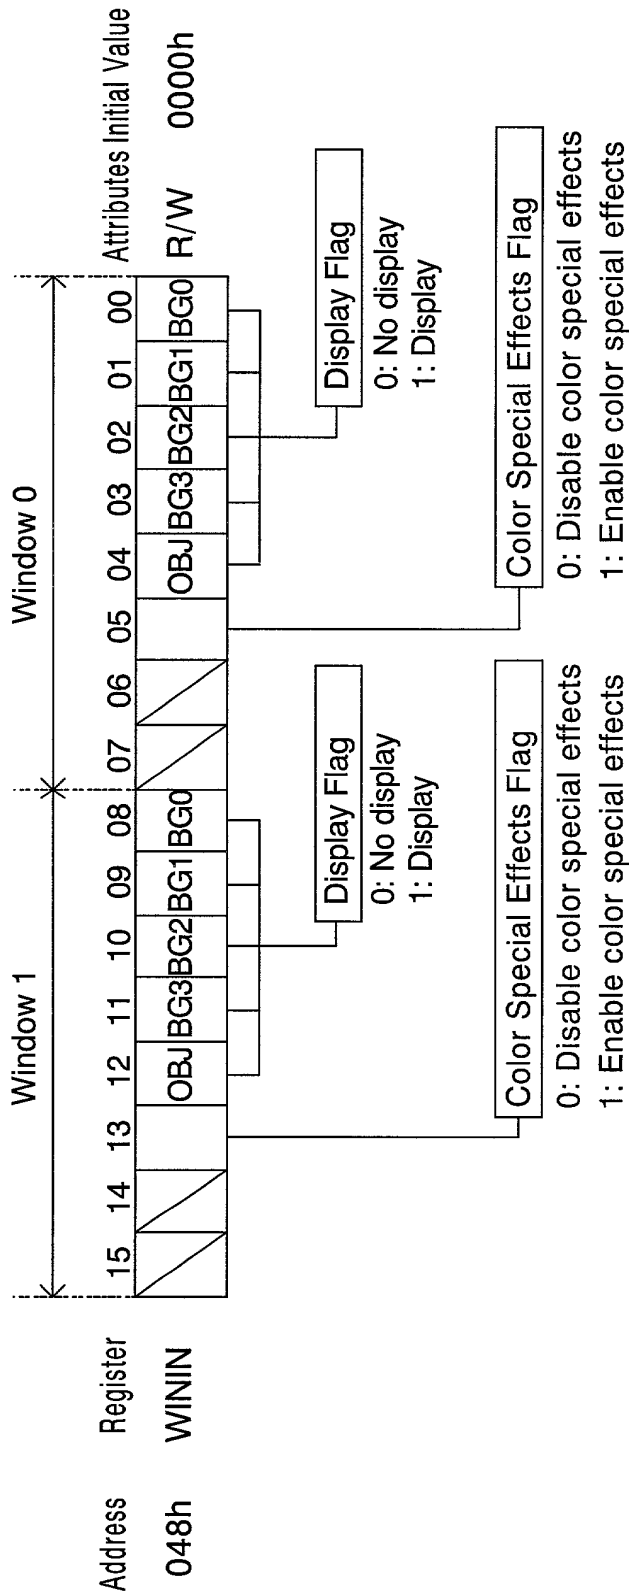 Window 1 Window 0
Address Register 15 14 13 12 11 10 09 08 07 06 05 04 03 02 01 00 Attributes Initial Value
048h WININ OBJ BG3 BG2 BG1 BG0 OBJ BG3 BG2 BG1 BG0 R/W 0000h
Display Flag Display Flag
0: No display 0: No display
1: Display 1: Display
Color Special Effects Flag Color Special Effects Flag
0: Disable color special effects 0: Disable color special effects
1: Enable color special effects 1: Enable color special effects